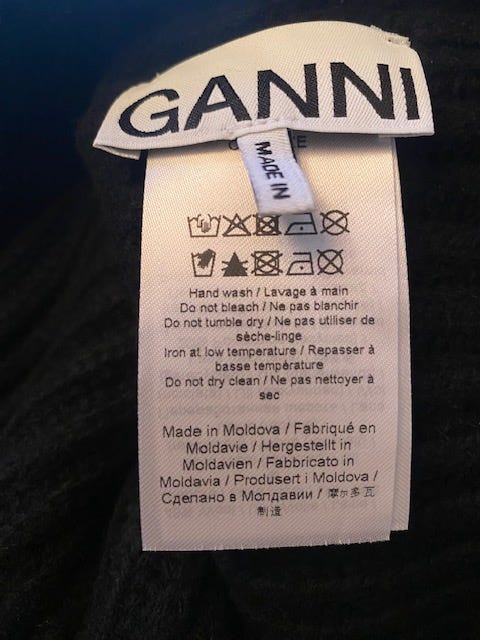 GANNI
MADE IN
Hand wash / Lavage à main
Do not bleach / Ne pas blanchir
Do not tumble dry / Ne pas utiliser de
sèche-linge
Iron at low temperature / Repasser à
basse température
Do not dry clean / Ne pas nettoyer à
sec
Made in Moldova / Fabriqué en
Moldavie / Hergestellt in
Moldavien / Fabbricato in
Moldavia / Produsert i Moldova /
Сделано в Молдавии / 摩尔多瓦
制造